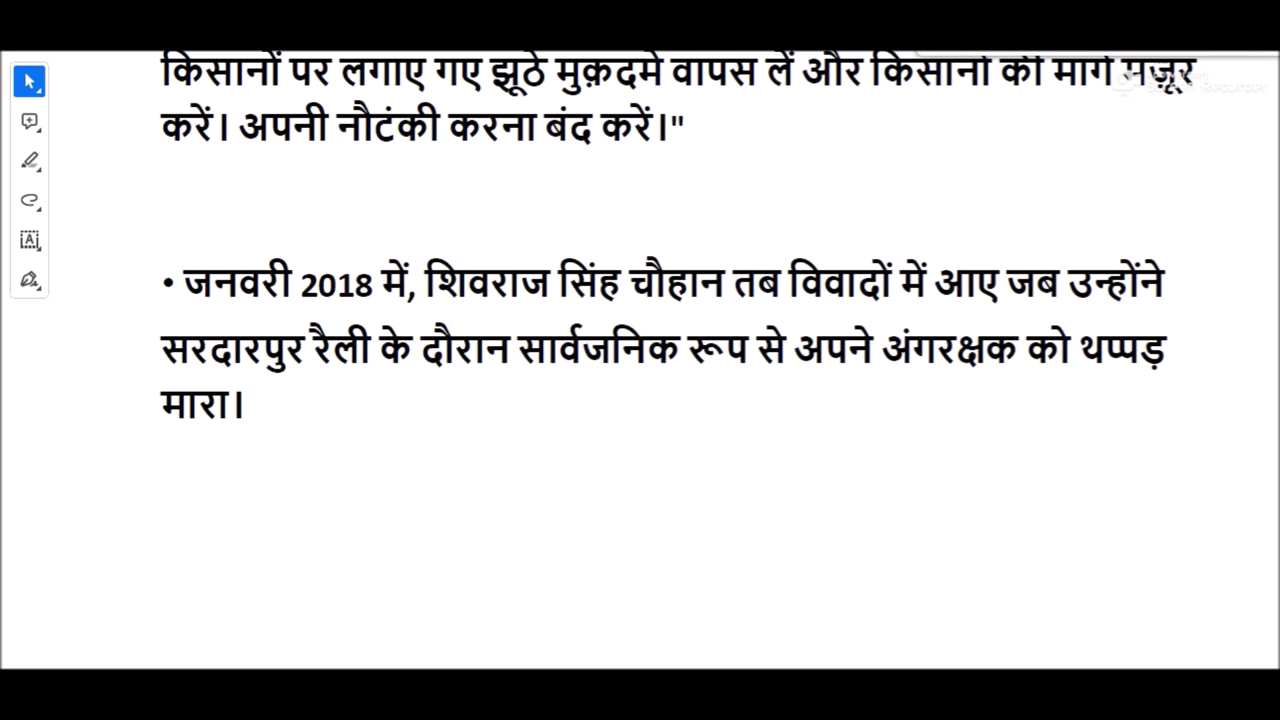 किसानों पर लगाए गए झूठे मुक़दमे वापस लें और किसानों की मांगें मंजूर
करें। अपनी नौटंकी करना बंद करें।"
• जनवरी 2018 में, शिवराज सिंह चौहान तब विवादों में आए जब उन्होंने
सरदारपुर रैली के दौरान सार्वजनिक रूप से अपने अंगरक्षक को थप्पड़
मारा।